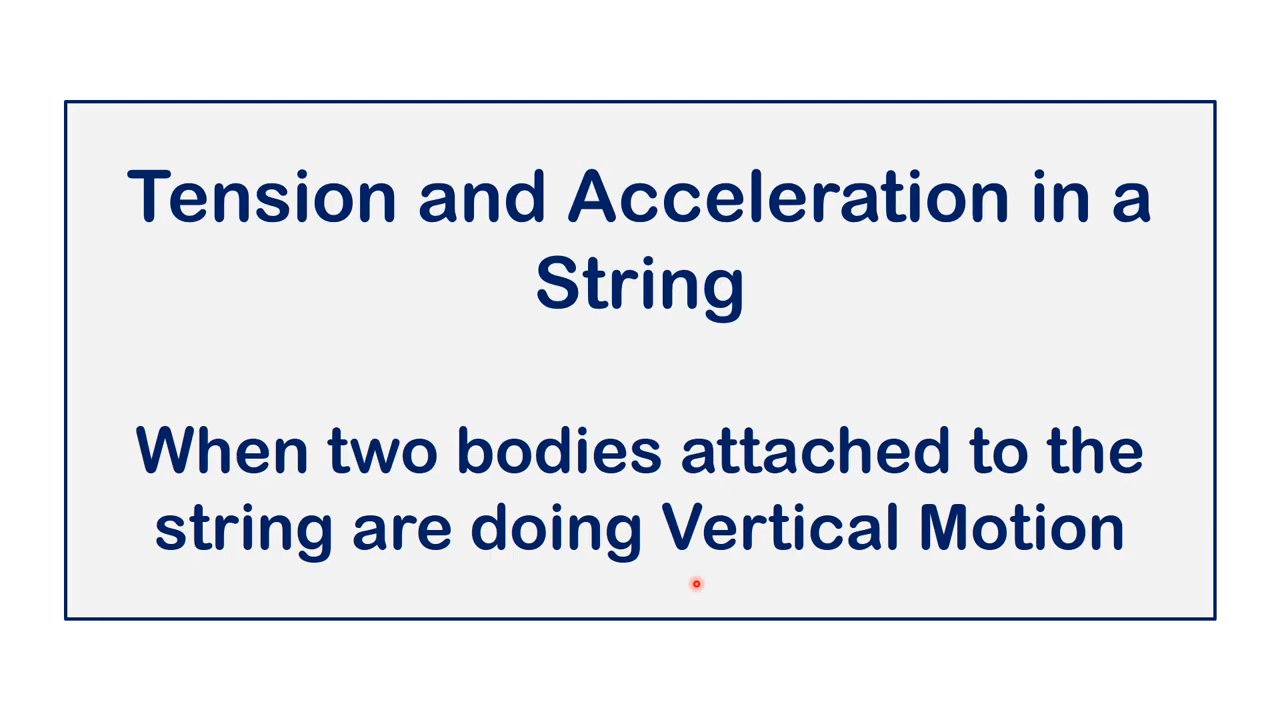 Tension and Acceleration in a
String
When two bodies attached to the
string are doing Vertical Motion